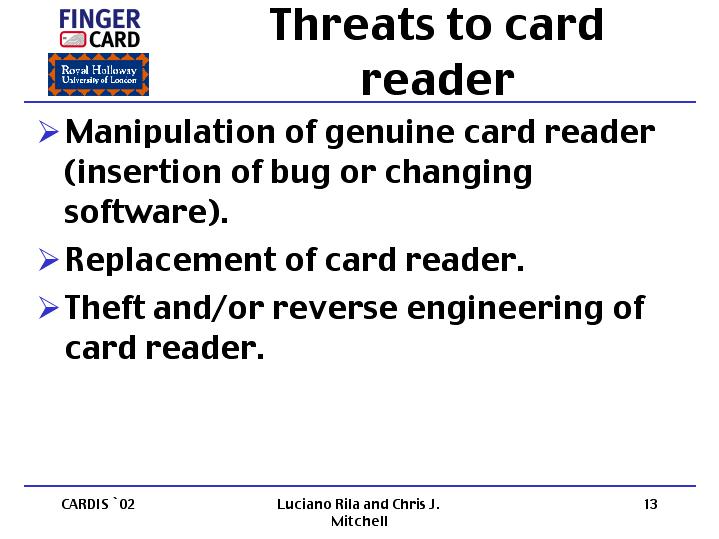 FINGER
CARD
Royal Holloway
University of London
Threats to card
reader
Manipulation of genuine card reader
(insertion of bug or changing
software).
Replacement of card reader.
Theft and/or reverse engineering of
card reader.
CARDIS `02
Luciano Rila and Chris J.
Mitchell
13